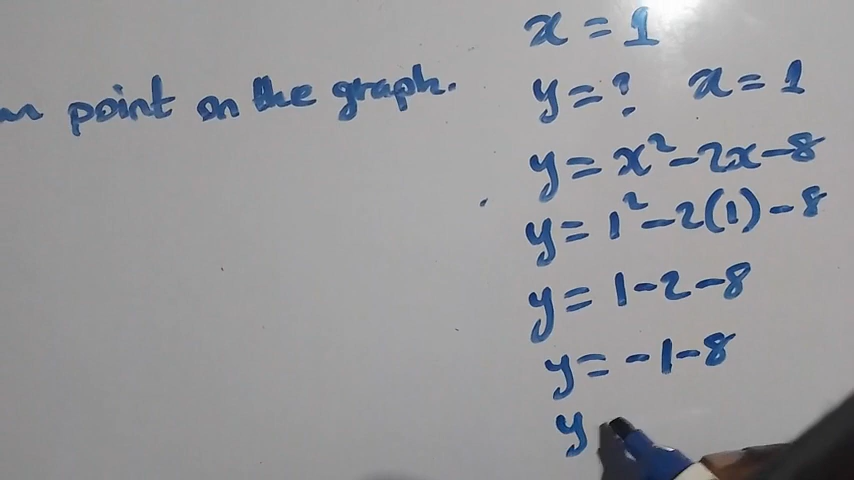 x = 1
point on the graph.
y = ? x = 1
y = x² - 2x - 8
y = 1² - 2(1) - 8
y = 1 - 2 - 8
y = -1 - 8
y